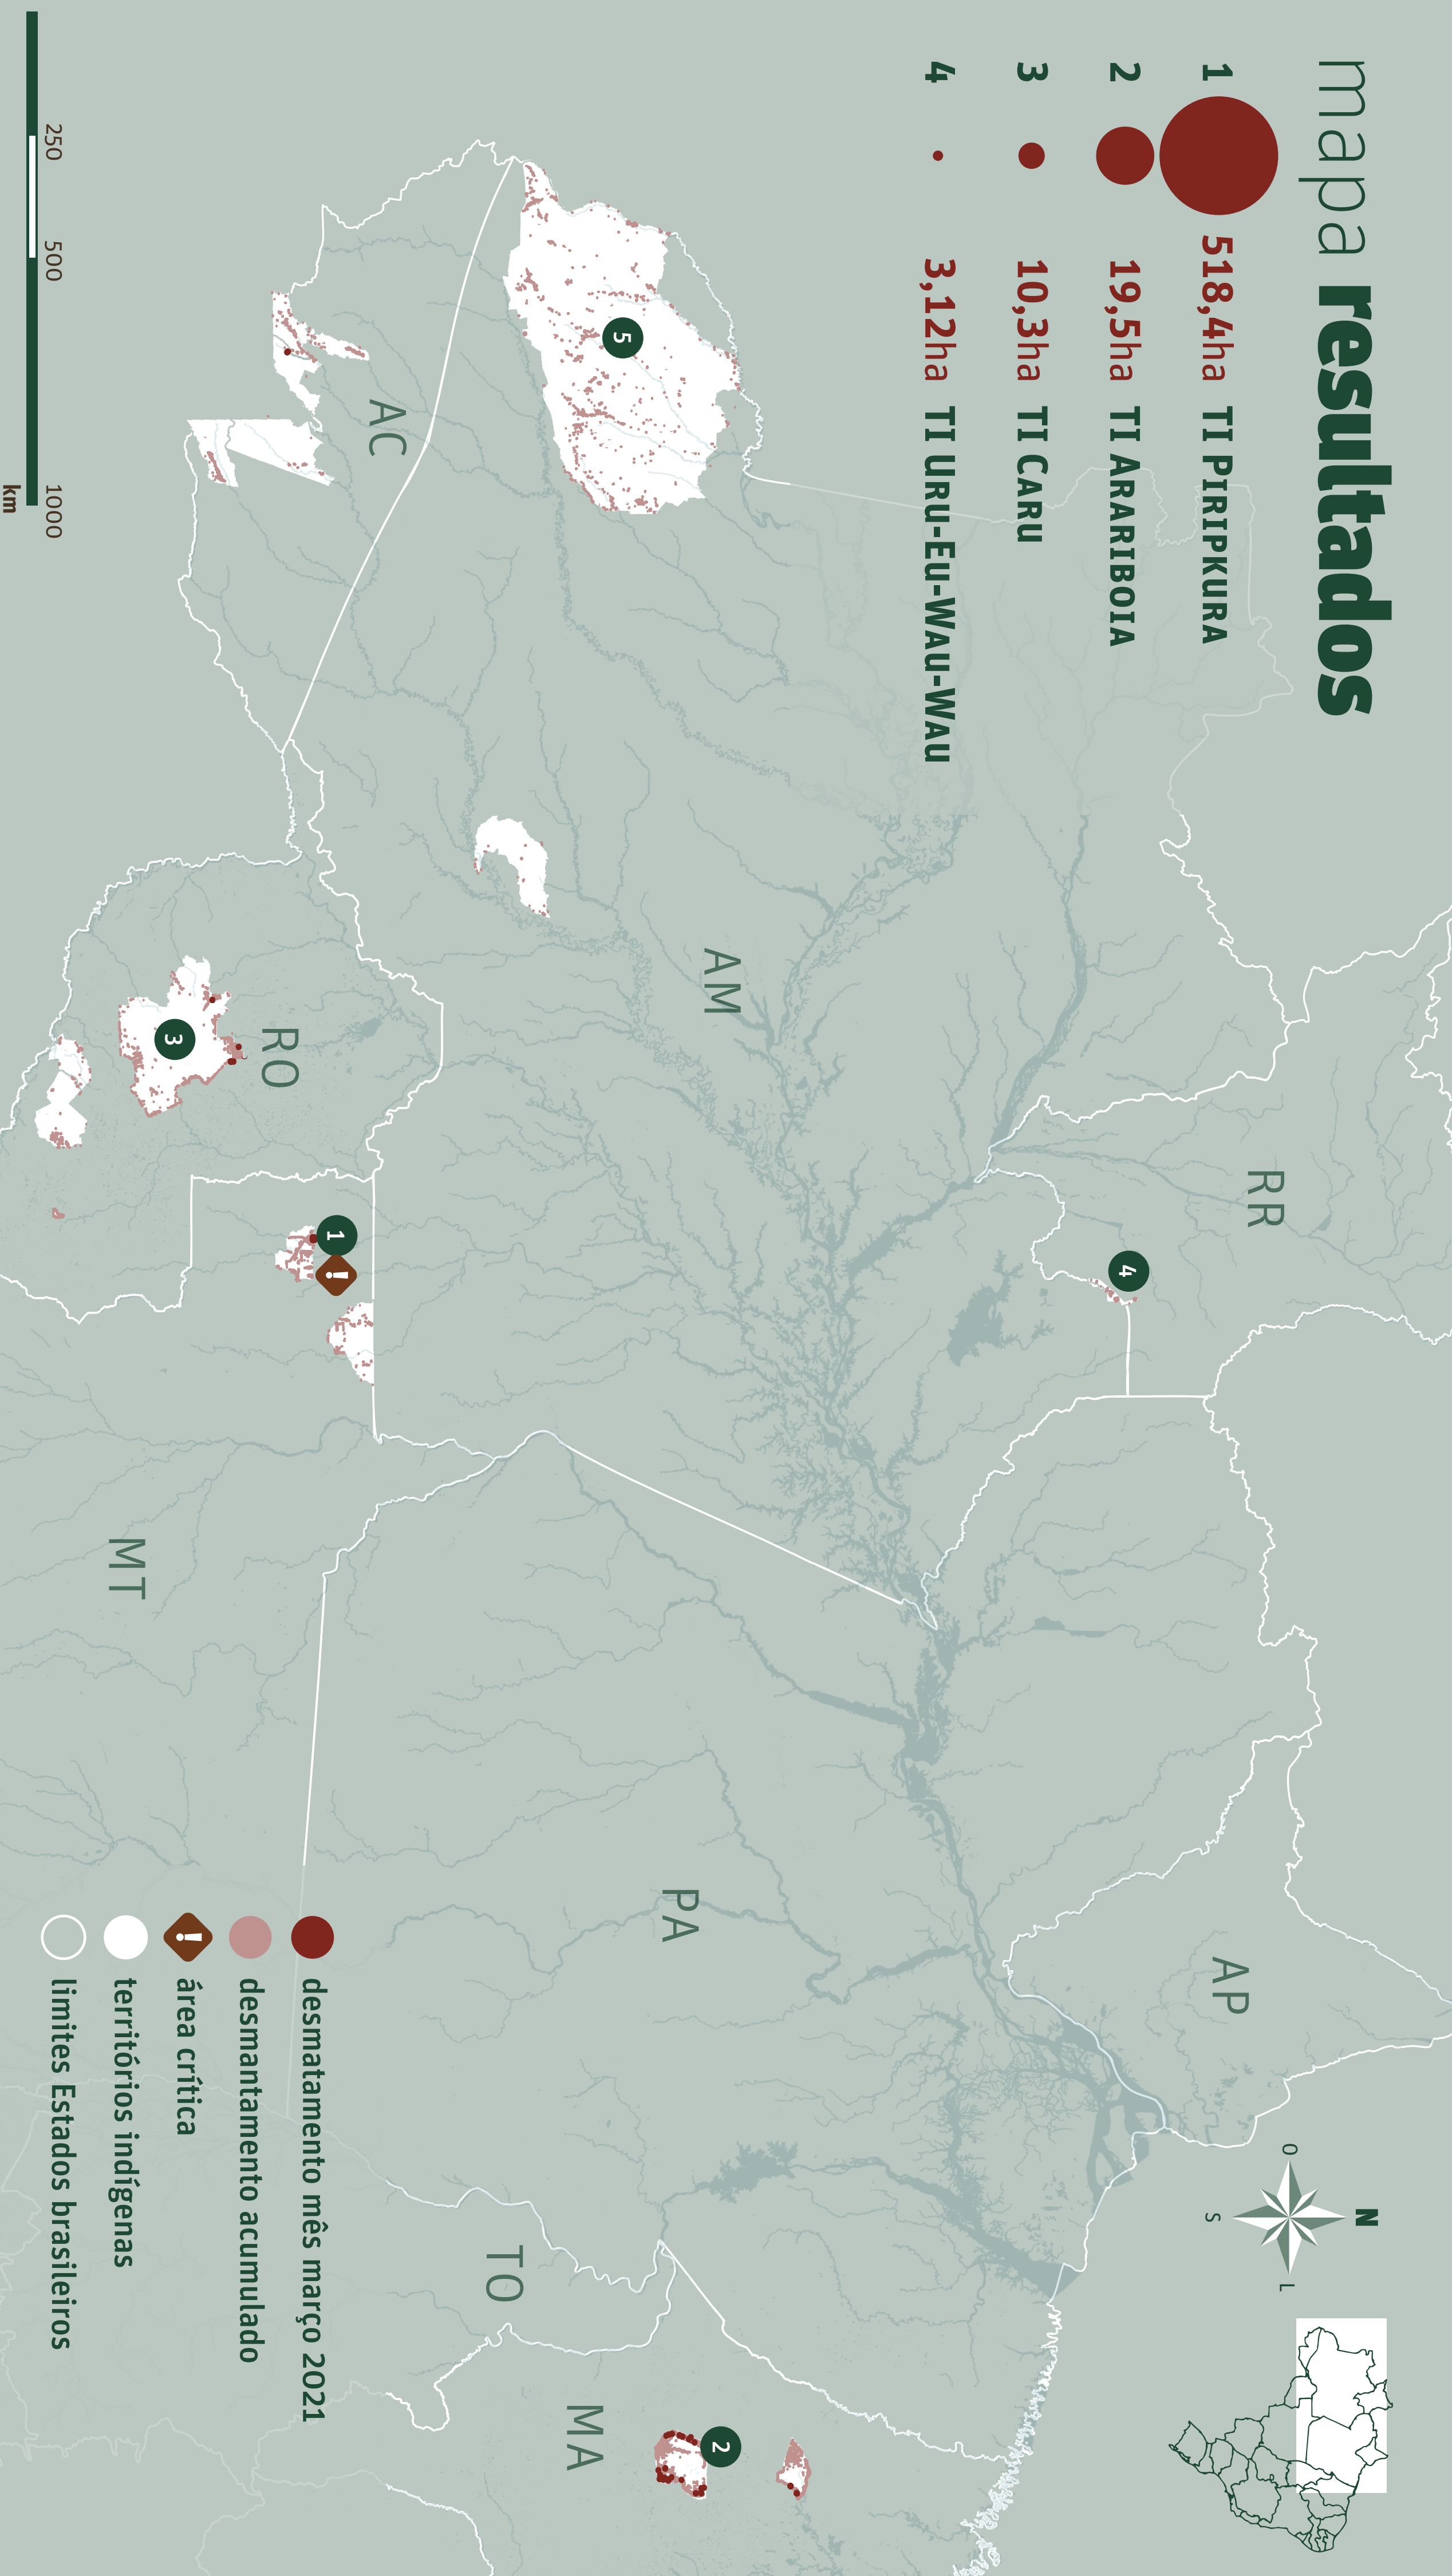 mapa resultados
1 518,4ha TI PIRIPKURA
2 19,5ha TI ARARIBOIA
3 10,3ha TI CARU
4 3,12ha TI URU-EU-WAU-WAU
N
O
L
S
RR
AP
4
AM
PA
5
2
AC
MA
TO
1
!
RO
3
MT
desmatamento mês março 2021
desmantamento acumulado
! área crítica
territórios indígenas
limites Estados brasileiros
250 500 1000
km